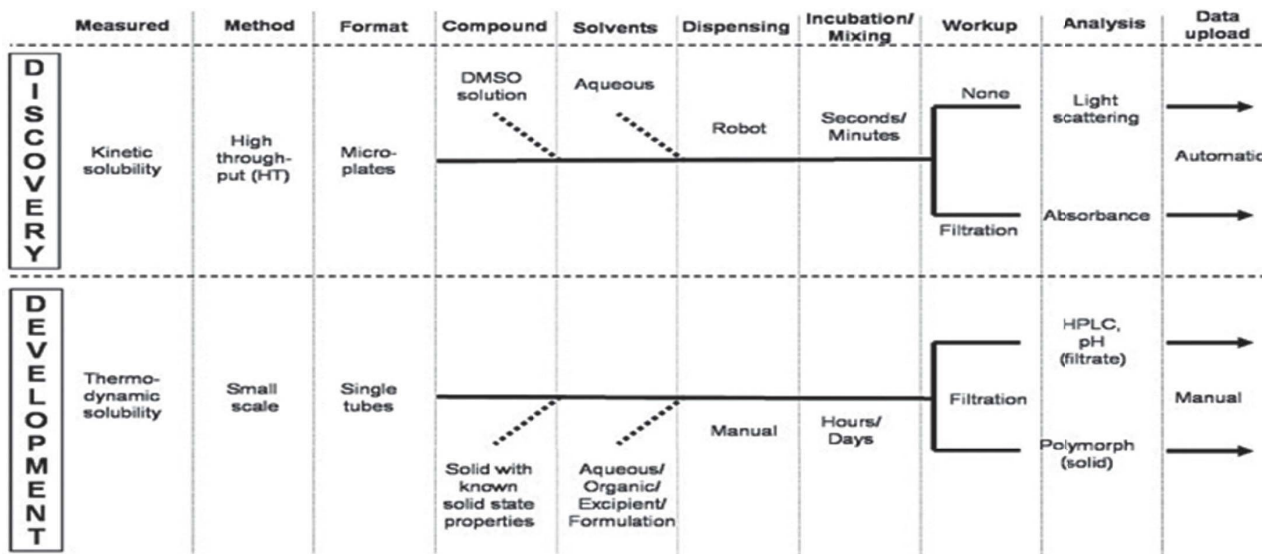 Measured Method Format Compound Solvents Dispensing Incubation/ Mixing Workup Analysis Data upload
DISCOVERY
Kinetic
solubility
High
through-
put (HT)
Micro-
plates
DMSO
solution
Aqueous
Robot
Seconds/
Minutes
None
Filtration
Light
scattering
Absorbance
Automatic
DEVELOPMENT
Thermo-
dynamic
solubility
Small
scale
Single
tubes
Solid with
known
solid state
properties
Aqueous/
Organic/
Excipient/
Formulation
Manual
Hours/
Days
Filtration
HPLC,
pH
(filtrate)
Polymorph
(solid)
Manual